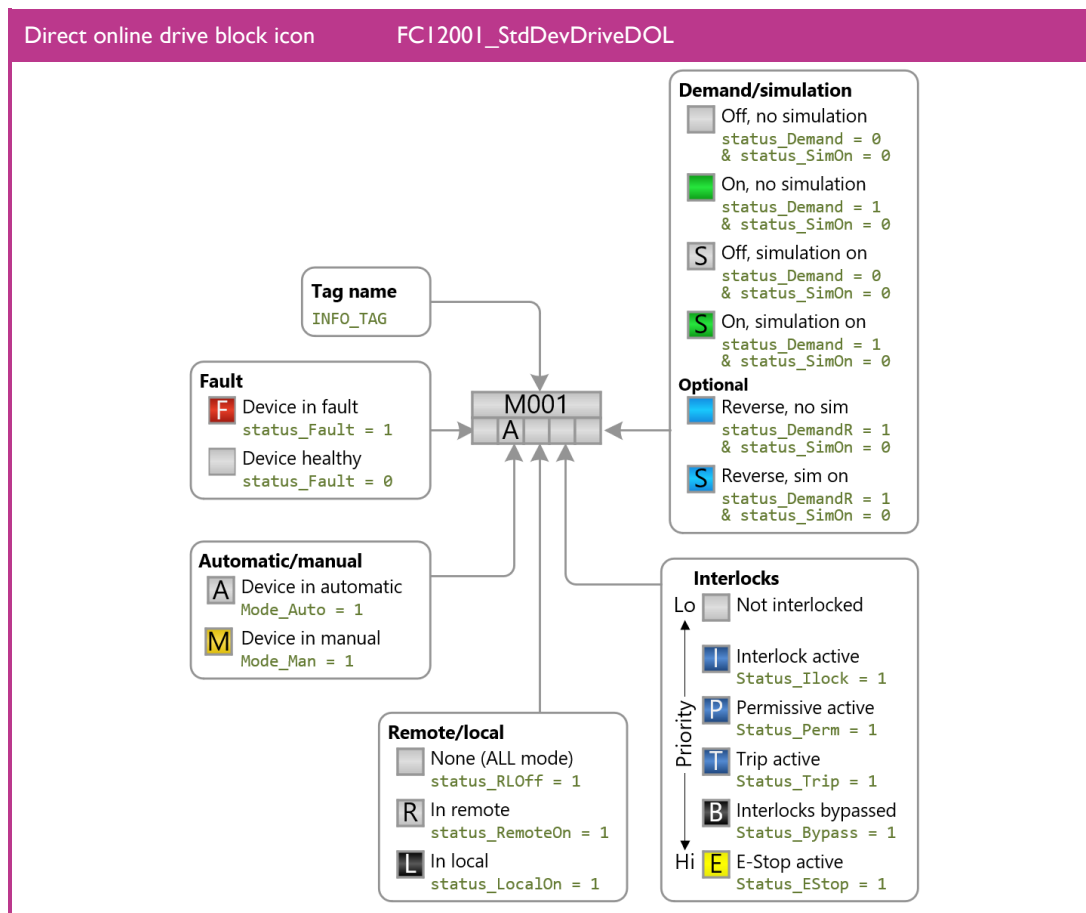 Direct online drive block icon FC12001_StdDevDriveDOL
Tag name
INFO_TAG
Fault
F Device in fault
status_Fault = 1
Device healthy
status_Fault = 0
Automatic/manual
A Device in automatic
Mode_Auto = 1
M Device in manual
Mode_Man = 1
M001
A
Remote/local
None (ALL mode)
status_RLOff = 1
R In remote
status_RemoteOn = 1
L In local
status_LocalOn = 1
Demand/simulation
Off, no simulation
status_Demand = 0
& status_SimOn = 0
On, no simulation
status_Demand = 1
& status_SimOn = 0
S Off, simulation on
status_Demand = 0
& status_SimOn = 0
S On, simulation on
status_Demand = 1
& status_SimOn = 0
Optional
Reverse, no sim
status_DemandR = 1
& status_SimOn = 0
S Reverse, sim on
status_DemandR = 1
& status_SimOn = 0
Interlocks
Lo Not interlocked
I Interlock active
Status_Ilock = 1
P Permissive active
Status_Perm = 1
Priority
T Trip active
Status_Trip = 1
B Interlocks bypassed
Status_Bypass = 1
Hi E E-Stop active
Status_EStop = 1